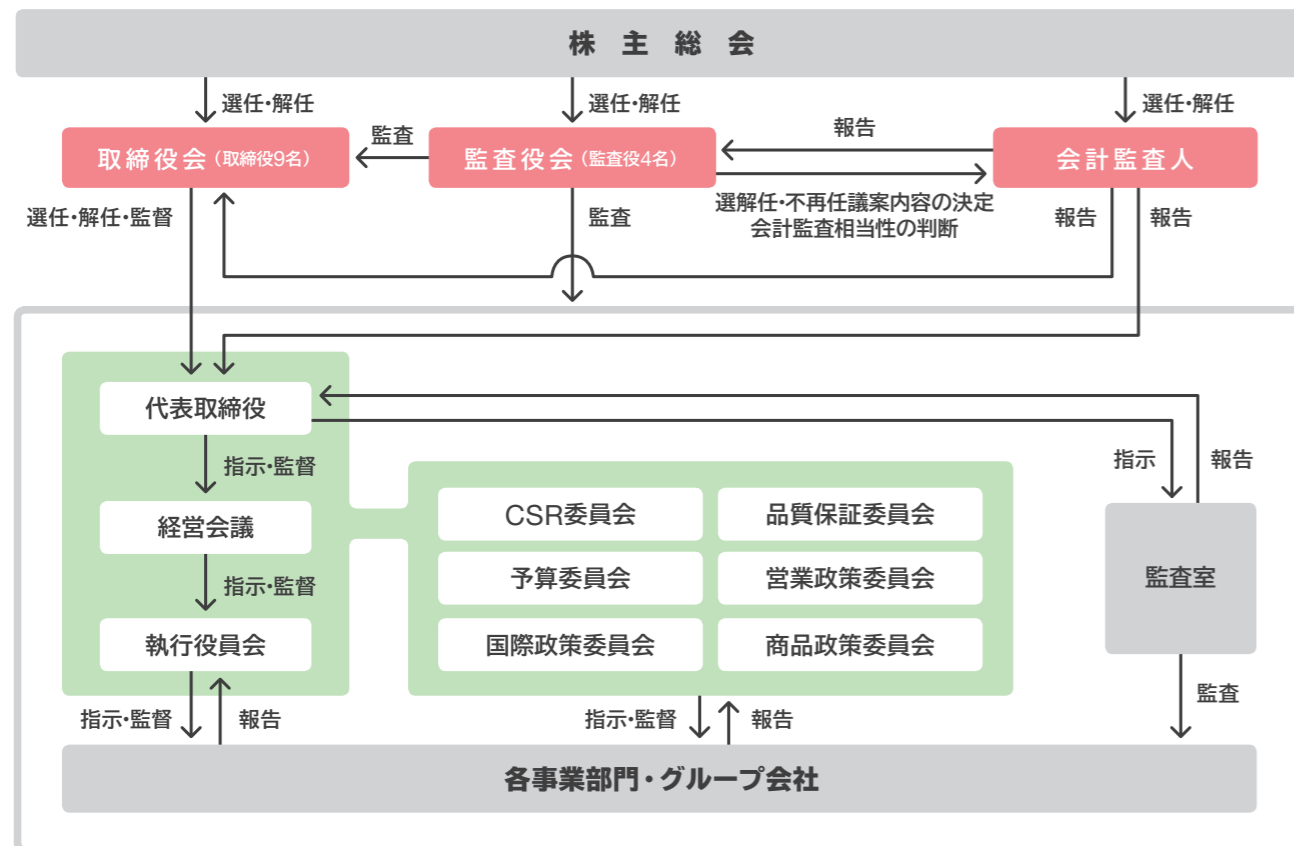 株主総会
選任・解任
選任・解任
選任・解任
取締役会（取締役9名）
監査
監査役会（監査役4名）
報告
会計監査人
選任・解任・監督
監査
選解任・不再任議案内容の決定
会計監査相当性の判断
報告
報告
代表取締役
指示・監督
経営会議
指示・監督
執行役員会
CSR委員会
品質保証委員会
予算委員会
営業政策委員会
国際政策委員会
商品政策委員会
指示
報告
監査室
指示・監督
報告
指示・監督
報告
監査
各事業部門・グループ会社